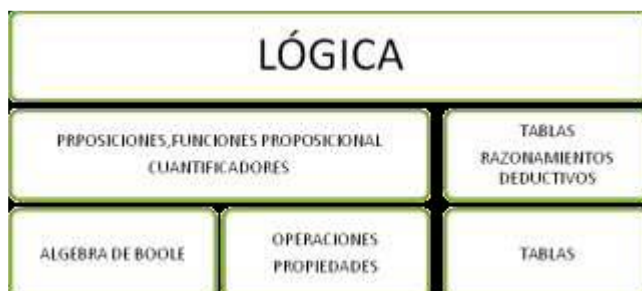 LÓGICA
PRPOSICIONES,FUNCIONES PROPOSICIONAL
CUANTIFICADORES
TABLAS
RAZONAMIENTOS
DEDUCTIVOS
ALGEBRA DE BOOLE
OPERACIONES
PROPIEDADES
TABLAS